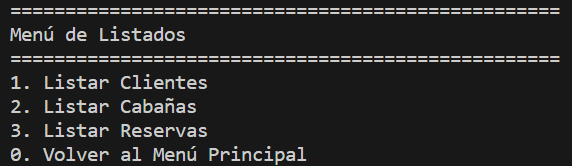 ==================================================
Menú de Listados
==================================================
1. Listar Clientes
2. Listar Cabañas
3. Listar Reservas
0. Volver al Menú Principal